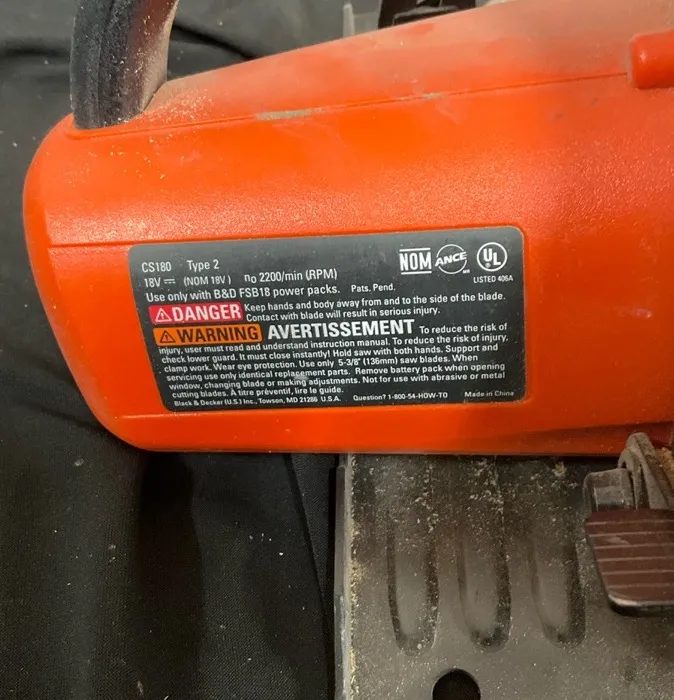 CS180 Type 2
18V ⎓ (NOM 18V) no 2200/min (RPM)
NOM ANCE UL
LISTED 406A
Use only with B&D FSB18 power packs. Pats. Pend.
⚠DANGER Keep hands and body away from and to the side of the blade.
Contact with blade will result in serious injury.
⚠WARNING AVERTISSEMENT To reduce the risk of
injury, user must read and understand instruction manual. To reduce the risk of injury,
check lower guard. It must close instantly! Hold saw with both hands. Support and
clamp work. Wear eye protection. Use only 5-3/8" (136mm) saw blades. When
servicing use only identical replacement parts. Remove battery pack when opening
window, changing blade or making adjustments. Not for use with abrasive or metal
cutting blades. À titre préventif, lire le guide.
Black & Decker (U.S.) Inc., Towson, MD 21286 U.S.A. Question? 1-800-54-HOW-TO Made in China